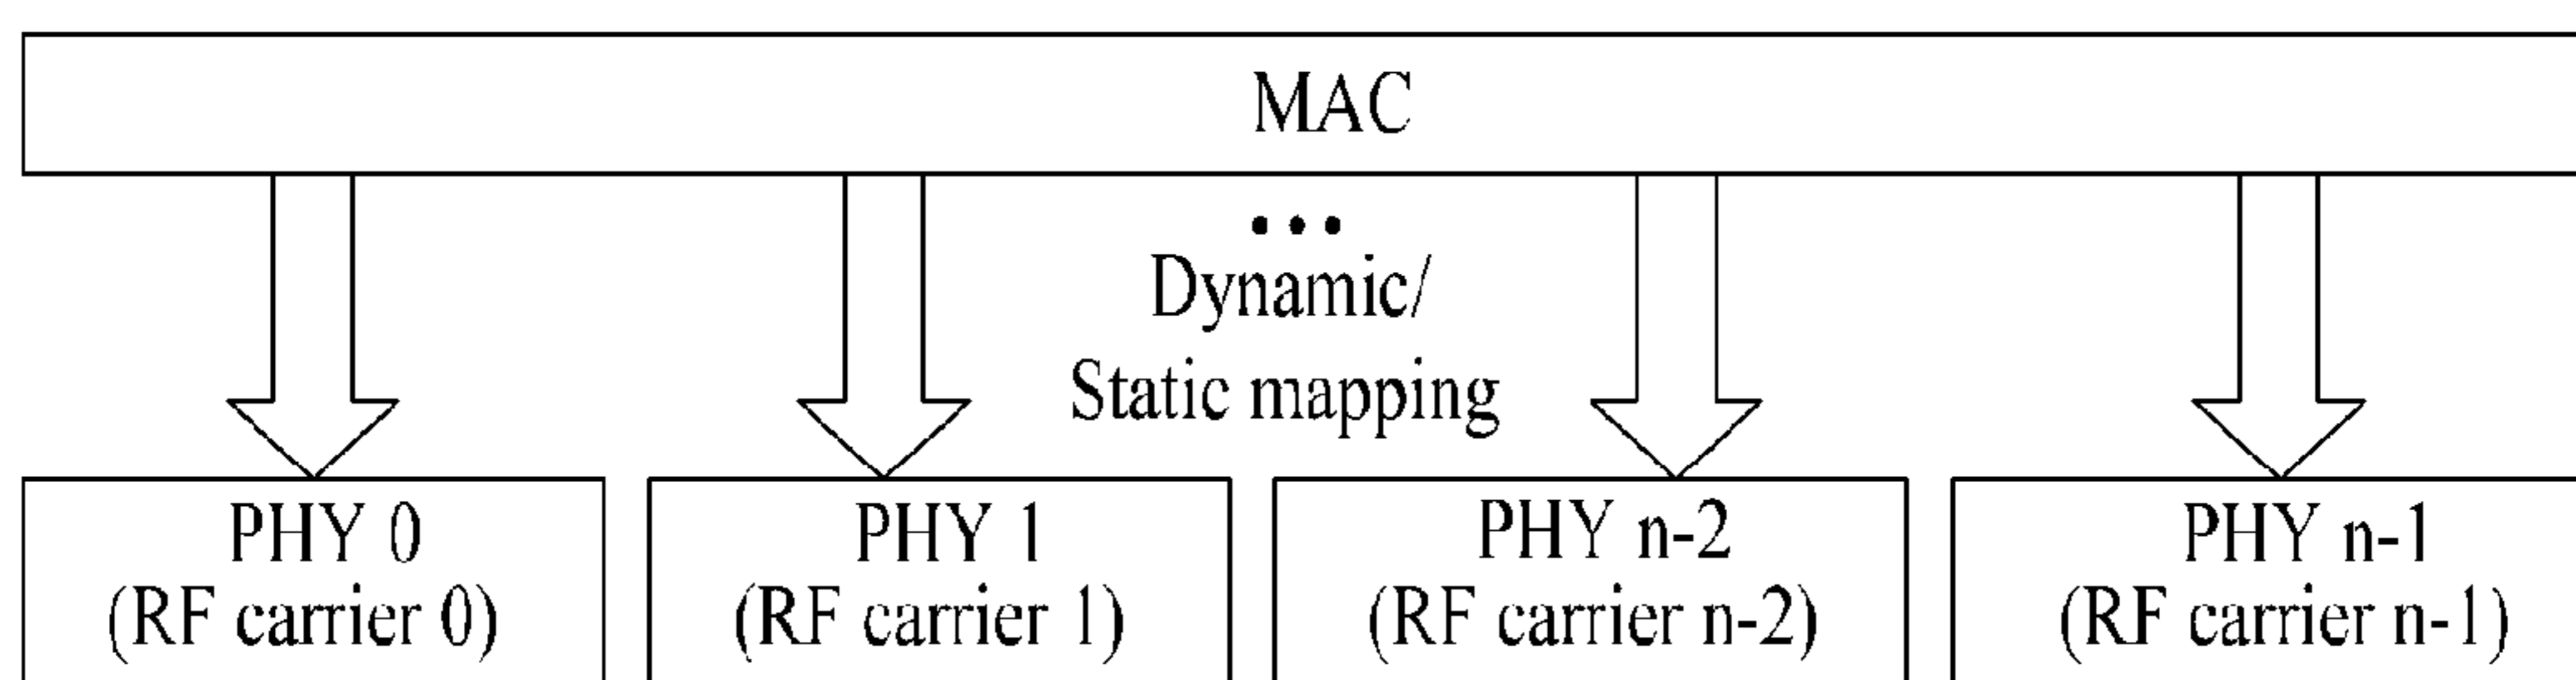 MAC
•••
Dynamic/
Static mapping
PHY 0
(RF carrier 0)
PHY 1
(RF carrier 1)
PHY n-2
(RF carrier n-2)
PHY n-1
(RF carrier n-1)